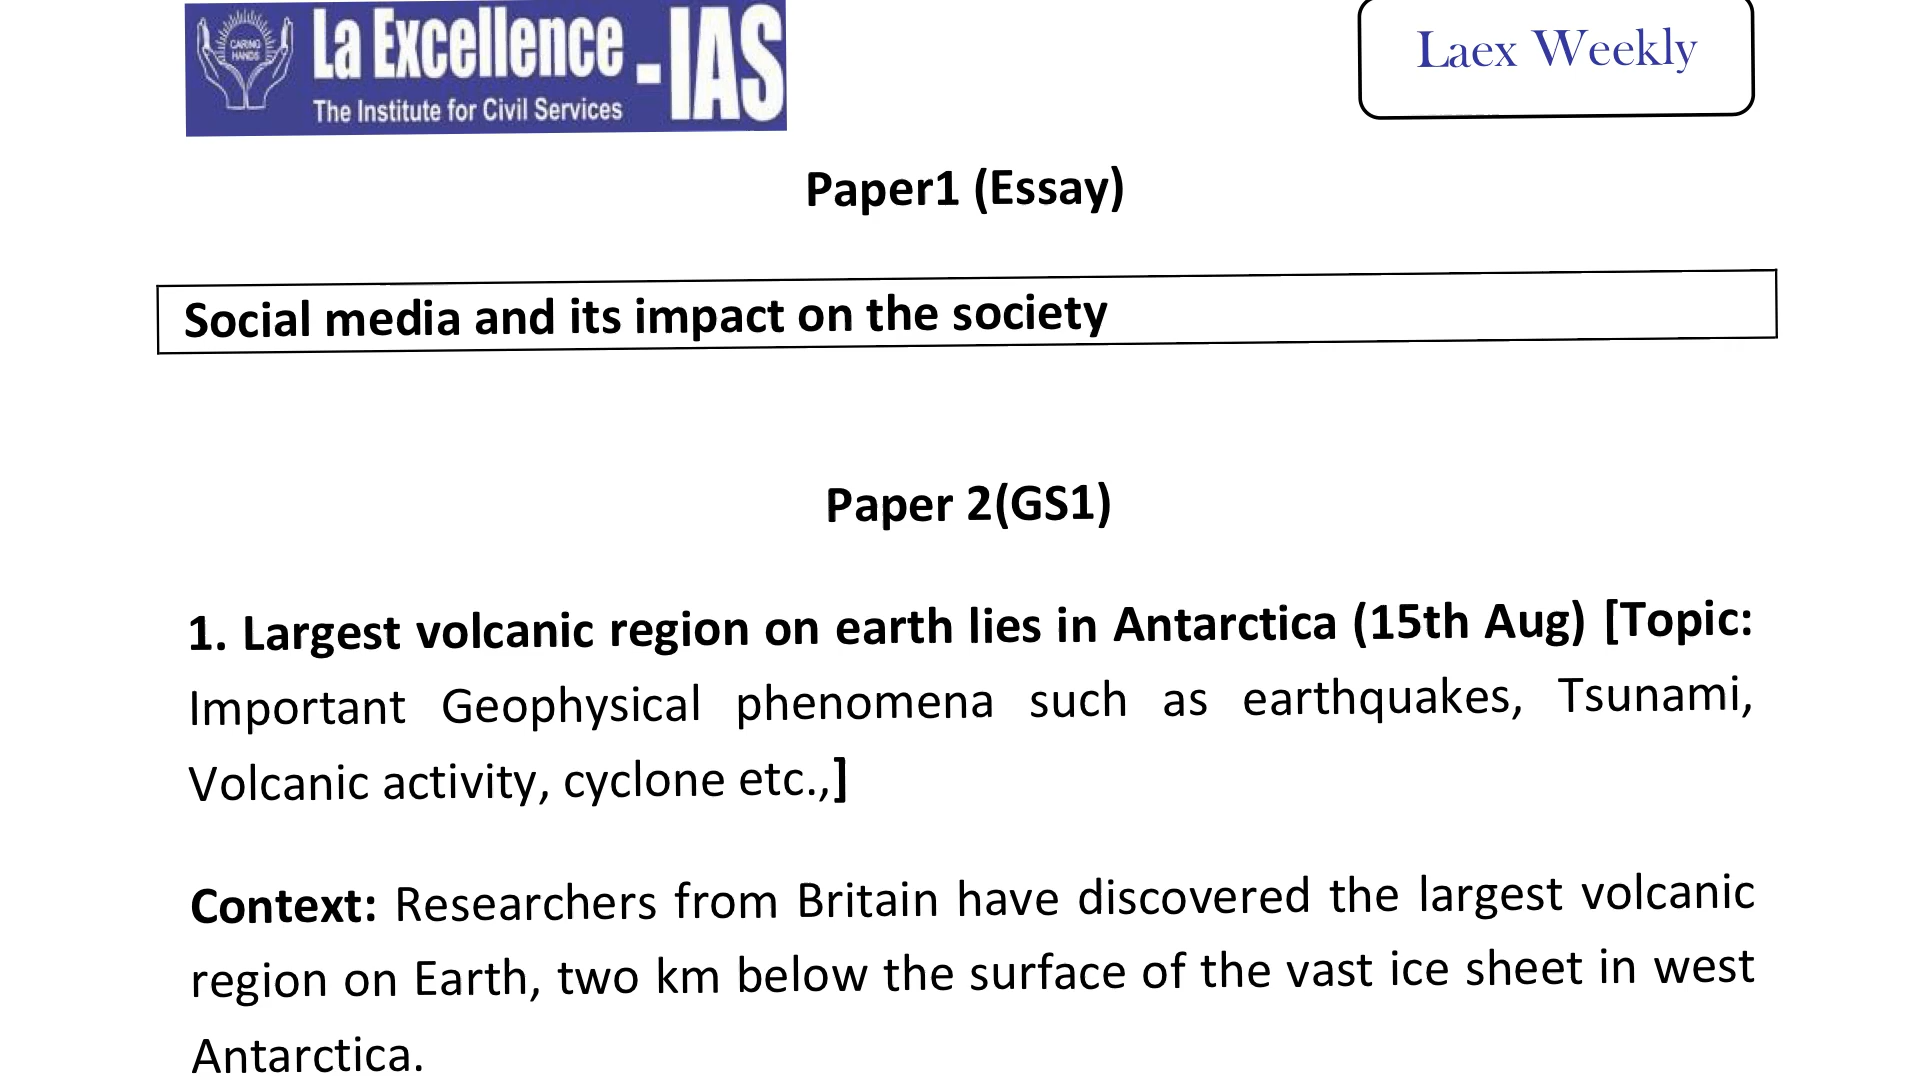 CARING HANDS
La Excellence -IAS
The Institute for Civil Services
Laex Weekly
Paper1 (Essay)
Social media and its impact on the society
Paper 2(GS1)
1. Largest volcanic region on earth lies in Antarctica (15th Aug) [Topic:
Important Geophysical phenomena such as earthquakes, Tsunami,
Volcanic activity, cyclone etc.,]
Context: Researchers from Britain have discovered the largest volcanic
region on Earth, two km below the surface of the vast ice sheet in west
Antarctica.